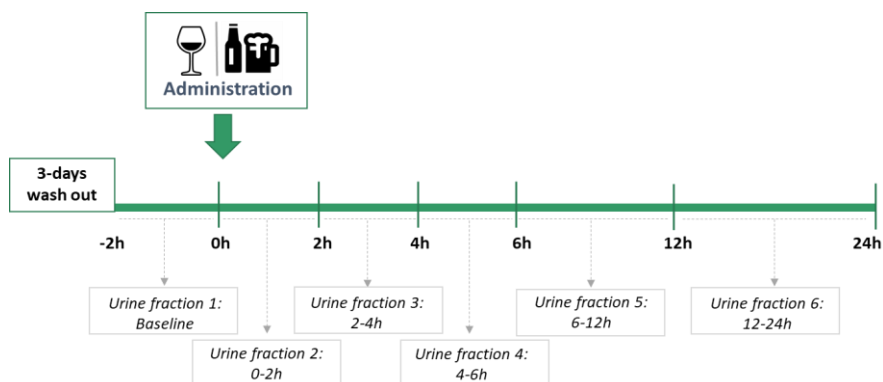 Administration
3-days
wash out
-2h
0h
2h
4h
6h
12h
24h
Urine fraction 1:
Baseline
Urine fraction 2:
0-2h
Urine fraction 3:
2-4h
Urine fraction 4:
4-6h
Urine fraction 5:
6-12h
Urine fraction 6:
12-24h